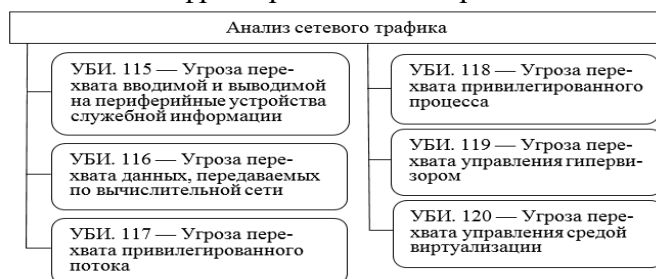 Анализ сетевого трафика
УБИ. 115 — Угроза пере-
хвата вводимой и выводимой
на периферийные устройства
служебной информации
УБИ. 116 — Угроза пере-
хвата данных, передаваемых
по вычислительной сети
УБИ. 117 — Угроза пере-
хвата привилегированного
потока
УБИ. 118 — Угроза пере-
хвата привилегированного
процесса
УБИ. 119 — Угроза пере-
хвата управления гиперви-
зором
УБИ. 120 — Угроза пере-
хвата управления средой
виртуализации